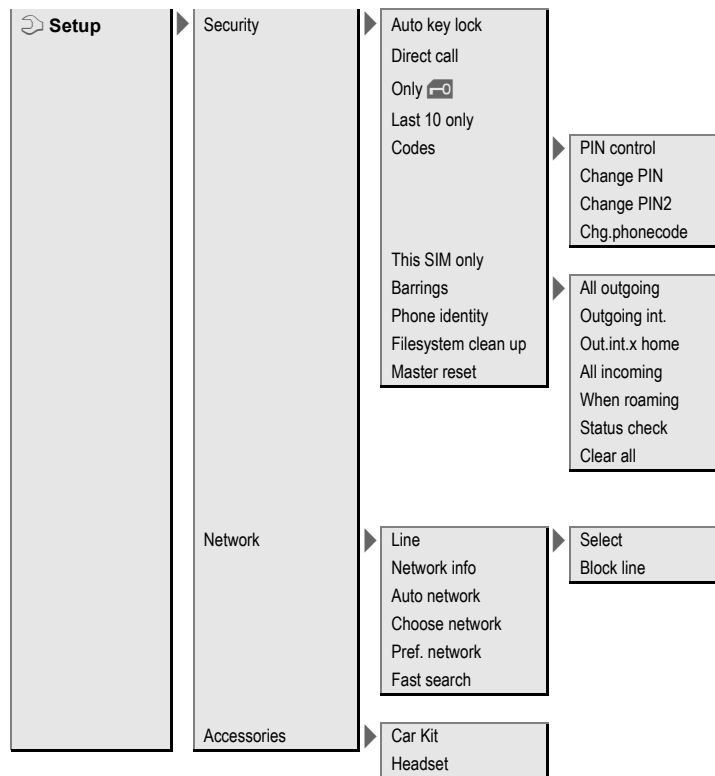 Setup
Security
Auto key lock
Direct call
Only
Last 10 only
Codes
PIN control
Change PIN
Change PIN2
Chg.phonecode
This SIM only
Barrings
All outgoing
Outgoing int.
Out.int.x home
All incoming
When roaming
Status check
Clear all
Phone identity
Filesystem clean up
Master reset
Network
Line
Select
Block line
Network info
Auto network
Choose network
Pref. network
Fast search
Accessories
Car Kit
Headset